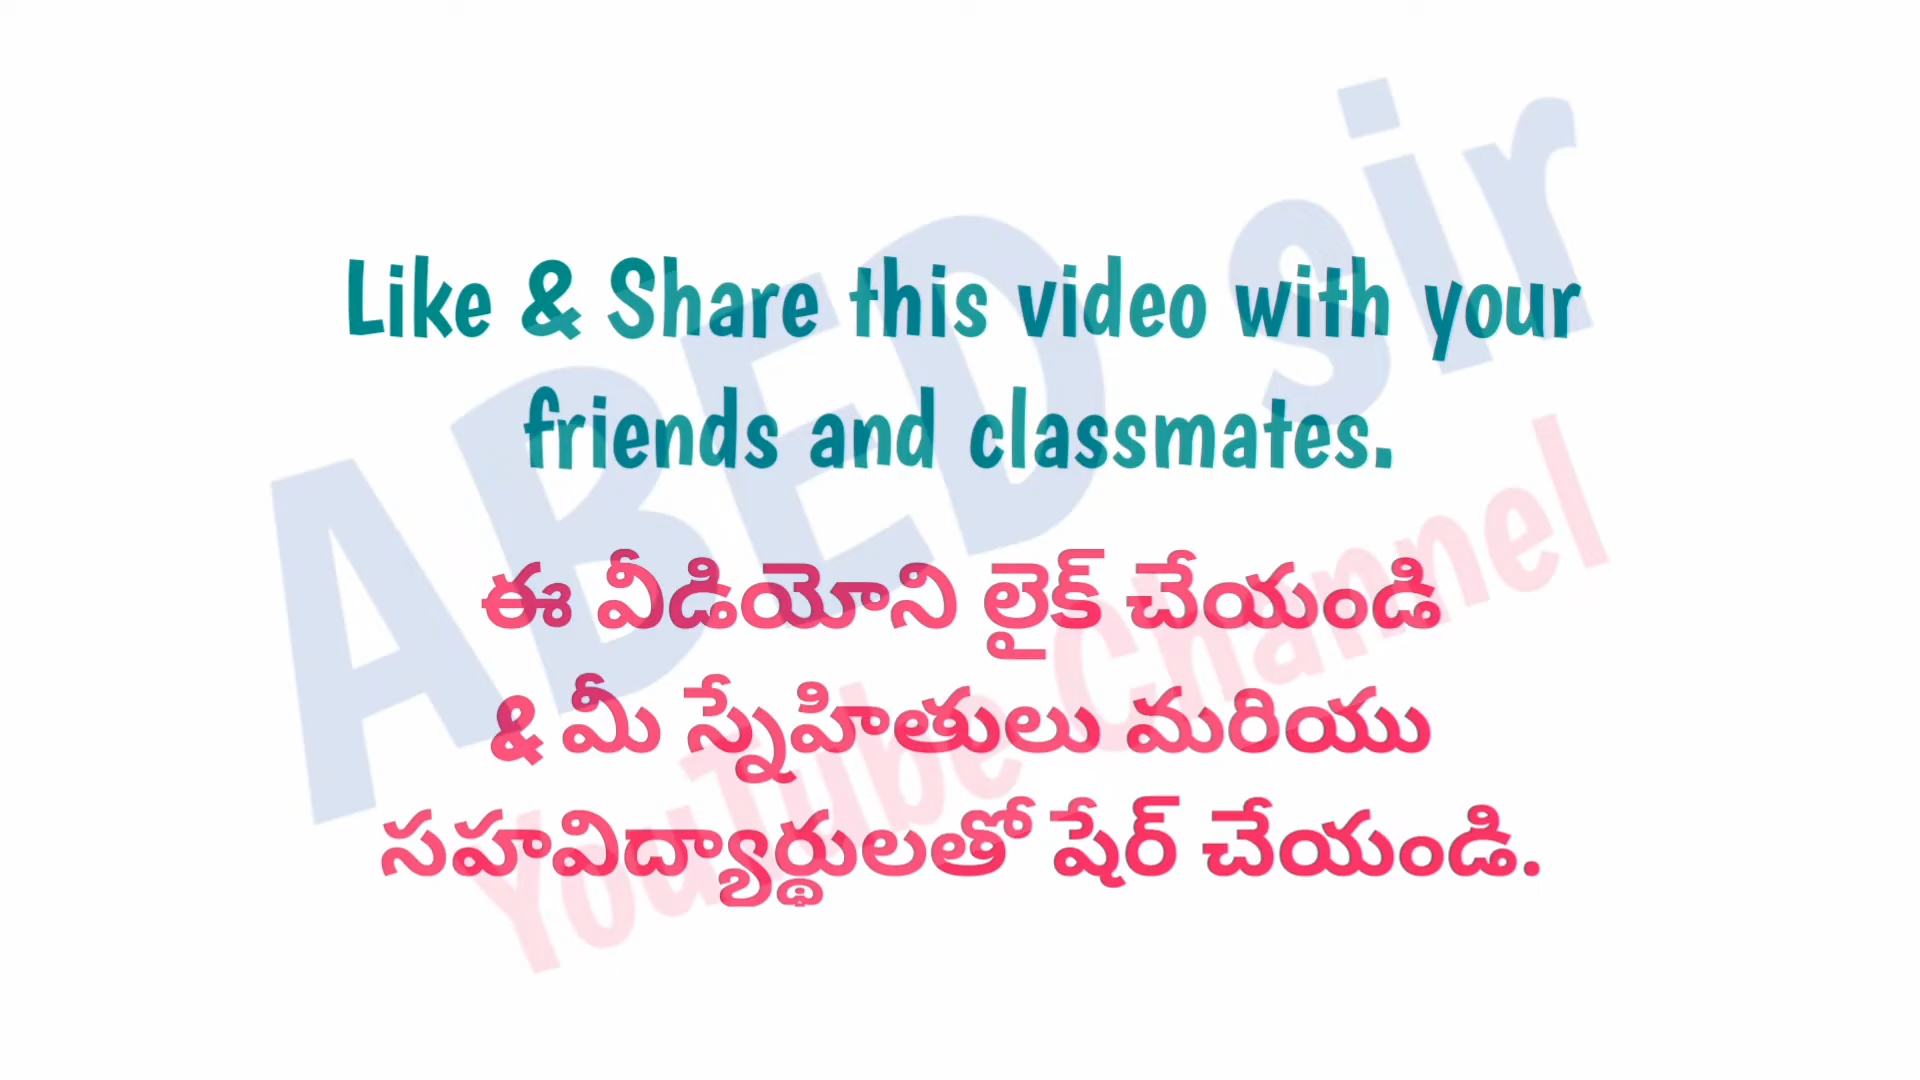 Like & Share this video with your
friends and classmates.
ఈ వీడియోని లైక్ చేయండి
& మీ స్నేహితులు మరియు
సహవిద్యార్థులతో షేర్ చేయండి.
ABED sir
YouTube Channel